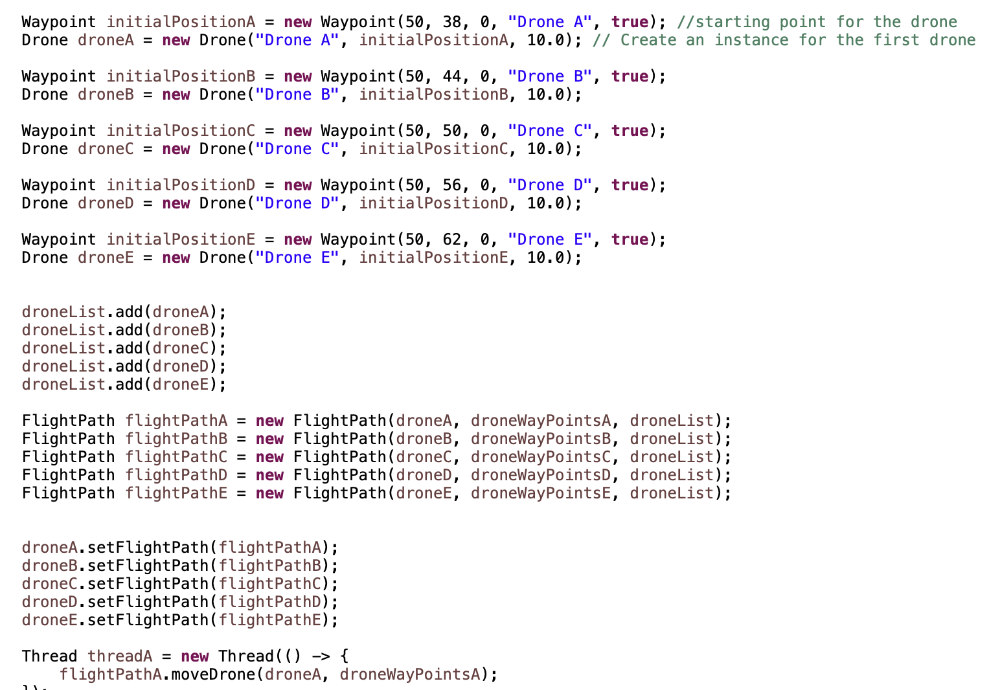 Waypoint initialPositionA = new Waypoint(50, 38, 0, "Drone A", true); //starting point for the drone
Drone droneA = new Drone("Drone A", initialPositionA, 10.0); // Create an instance for the first drone
Waypoint initialPositionB = new Waypoint(50, 44, 0, "Drone B", true);
Drone droneB = new Drone("Drone B", initialPositionB, 10.0);
Waypoint initialPositionC = new Waypoint(50, 50, 0, "Drone C", true);
Drone droneC = new Drone("Drone C", initialPositionC, 10.0);
Waypoint initialPositionD = new Waypoint(50, 56, 0, "Drone D", true);
Drone droneD = new Drone("Drone D", initialPositionD, 10.0);
Waypoint initialPositionE = new Waypoint(50, 62, 0, "Drone E", true);
Drone droneE = new Drone("Drone E", initialPositionE, 10.0);
droneList.add(droneA);
droneList.add(droneB);
droneList.add(droneC);
droneList.add(droneD);
droneList.add(droneE);
FlightPath flightPathA = new FlightPath(droneA, droneWayPointsA, droneList);
FlightPath flightPathB = new FlightPath(droneB, droneWayPointsB, droneList);
FlightPath flightPathC = new FlightPath(droneC, droneWayPointsC, droneList);
FlightPath flightPathD = new FlightPath(droneD, droneWayPointsD, droneList);
FlightPath flightPathE = new FlightPath(droneE, droneWayPointsE, droneList);
droneA.setFlightPath(flightPathA);
droneB.setFlightPath(flightPathB);
droneC.setFlightPath(flightPathC);
droneD.setFlightPath(flightPathD);
droneE.setFlightPath(flightPathE);
Thread threadA = new Thread(() -> {
    flightPathA.moveDrone(droneA, droneWayPointsA);
});